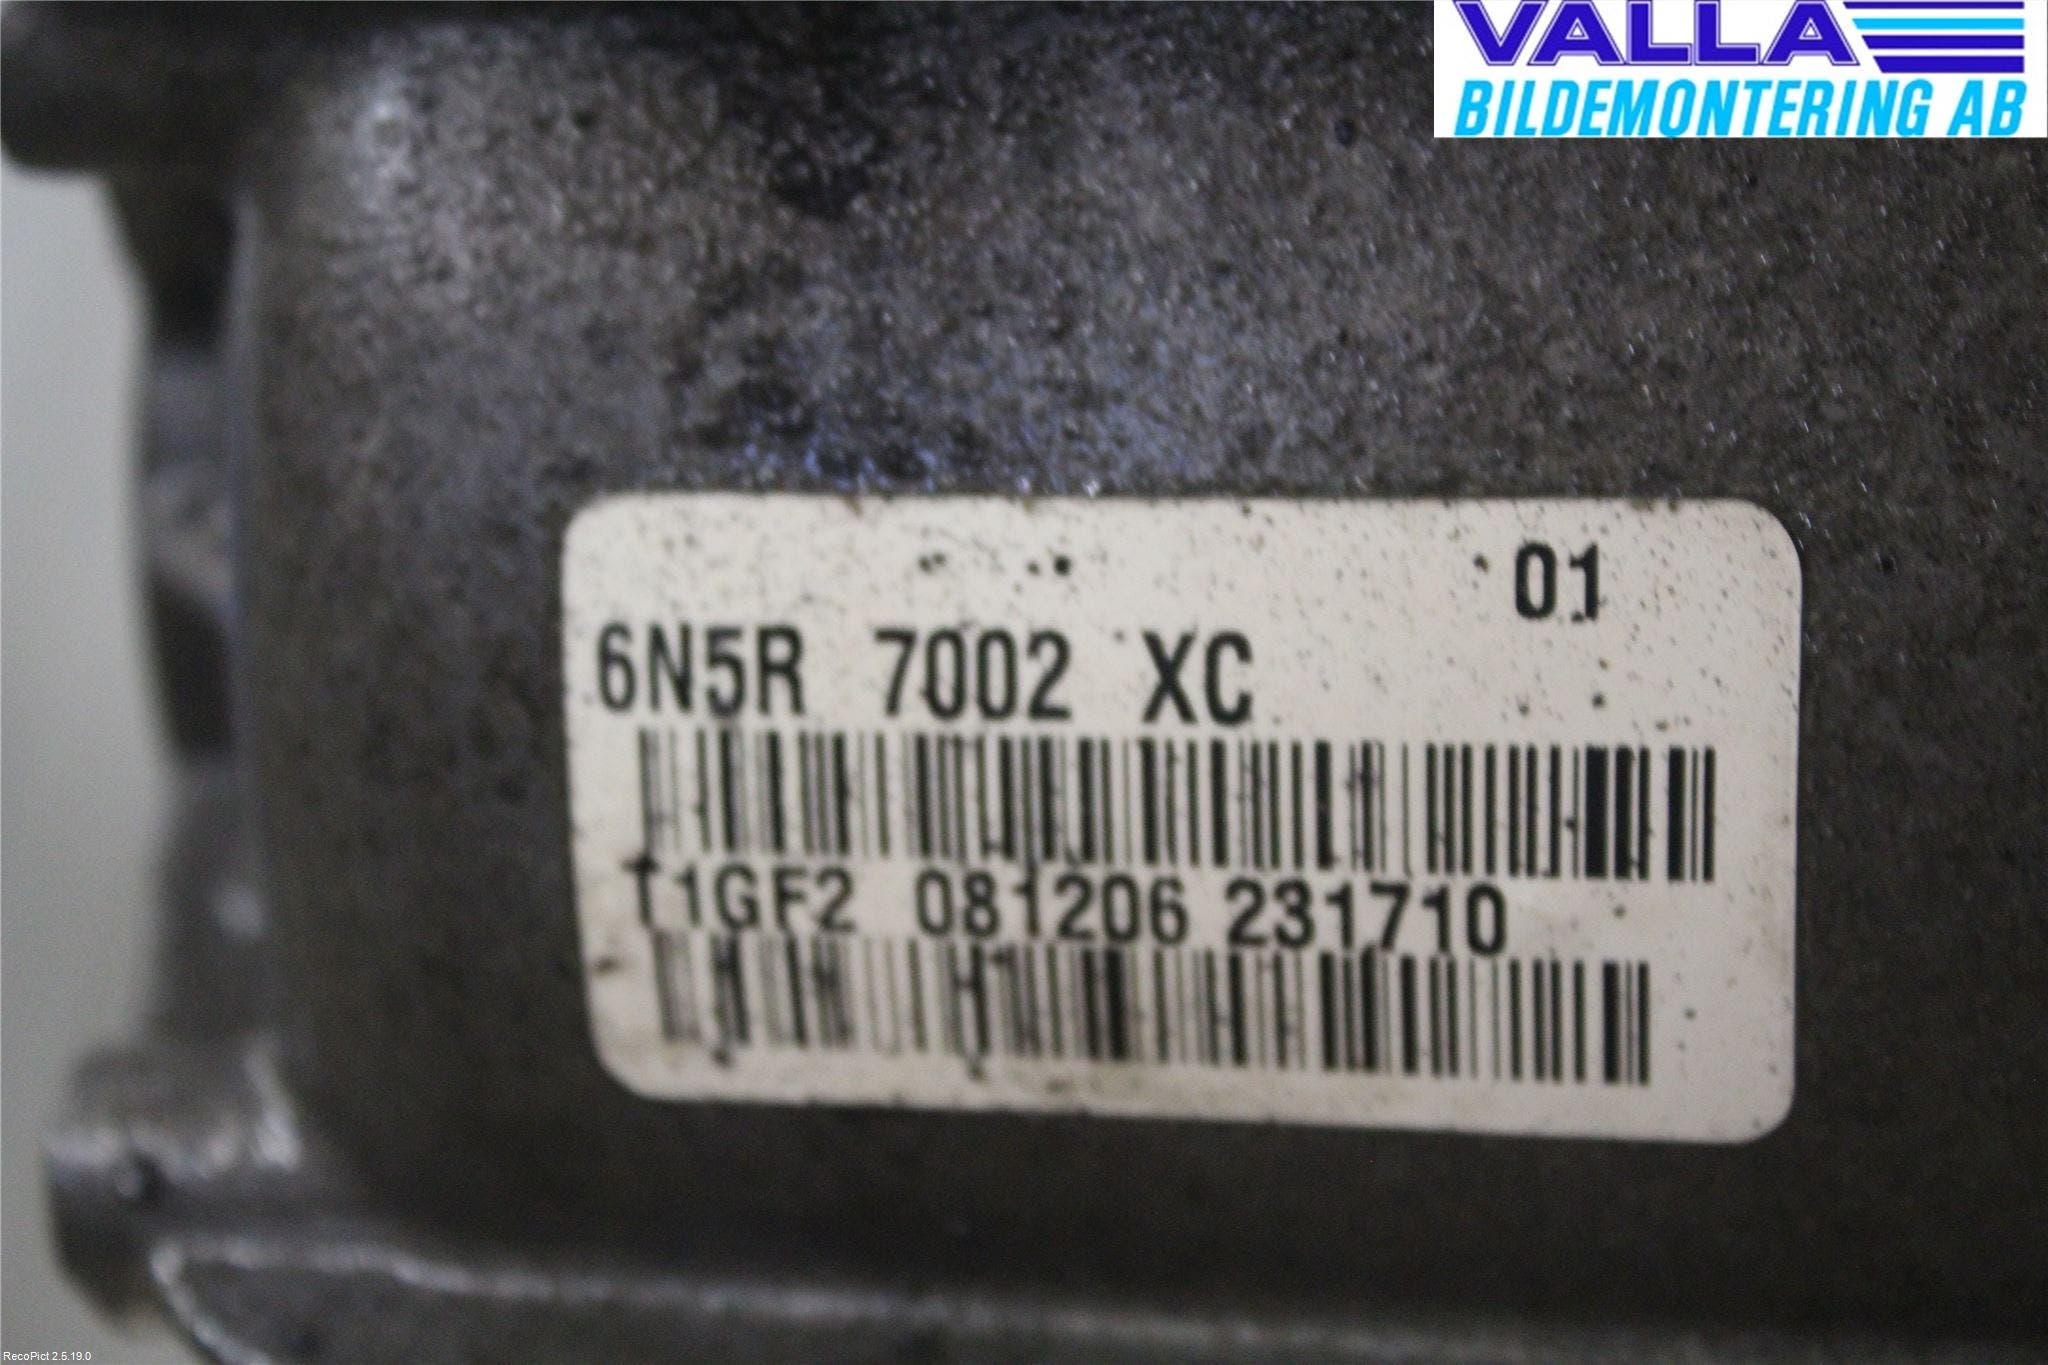 VALLA
BILDEMONTERING AB
01
6N5R 7002 XC
T1GF2 081206 231710
RecoPict 2.5.19.0